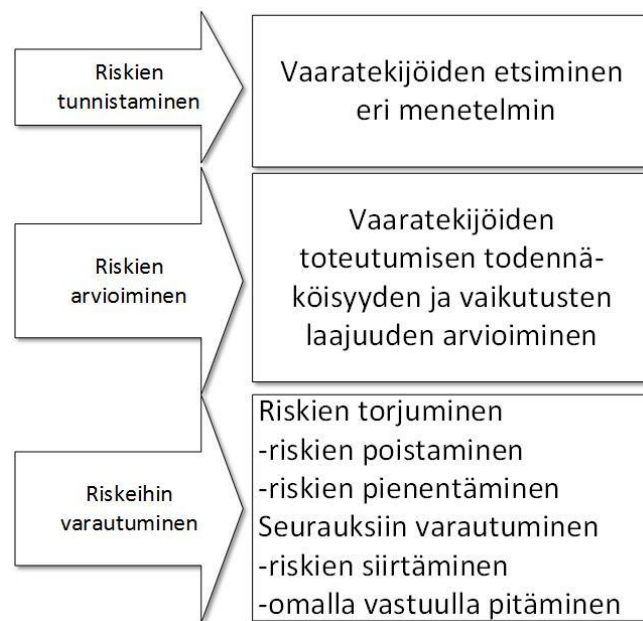 Riskien
tunnistaminen
Vaaratekijöiden etsiminen
eri menetelmin
Riskien
arvioiminen
Vaaratekijöiden
toteutumisen todennä-
köisyyden ja vaikutusten
laajuuden arvioiminen
Riskeihin
varautuminen
Riskien torjuminen
-riskien poistaminen
-riskien pienentäminen
Seurauksiin varautuminen
-riskien siirtäminen
-omalla vastuulla pitäminen